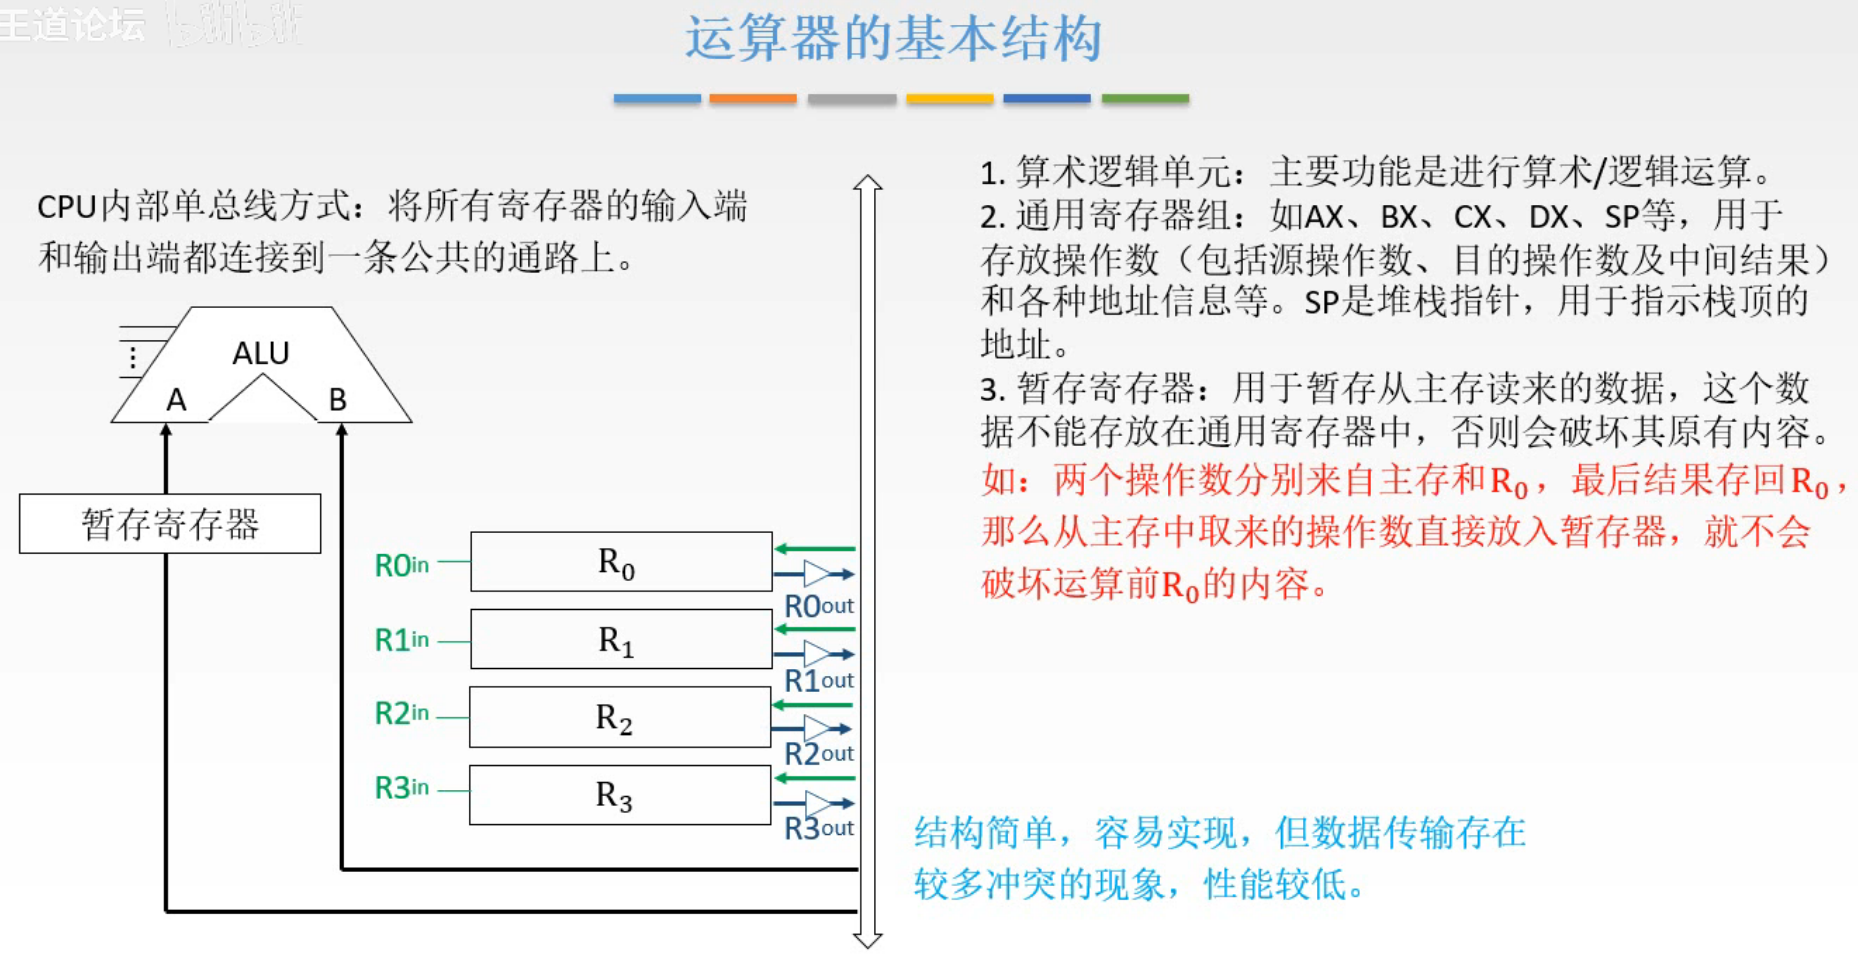 王道论坛 bilibili
运算器的基本结构
CPU内部单总线方式：将所有寄存器的输入端
和输出端都连接到一条公共的通路上。
ALU
A
B
暂存寄存器
R0in
R₀
R0out
R1in
R₁
R1out
R2in
R₂
R2out
R3in
R₃
R3out
1. 算术逻辑单元：主要功能是进行算术/逻辑运算。
2. 通用寄存器组：如AX、BX、CX、DX、SP等，用于
存放操作数（包括源操作数、目的操作数及中间结果）
和各种地址信息等。SP是堆栈指针，用于指示栈顶的
地址。
3. 暂存寄存器：用于暂存从主存读来的数据，这个数
据不能存放在通用寄存器中，否则会破坏其原有内容。
如：两个操作数分别来自主存和R₀，最后结果存回R₀，
那么从主存中取来的操作数直接放入暂存器，就不会
破坏运算前R₀的内容。
结构简单，容易实现，但数据传输存在
较多冲突的现象，性能较低。